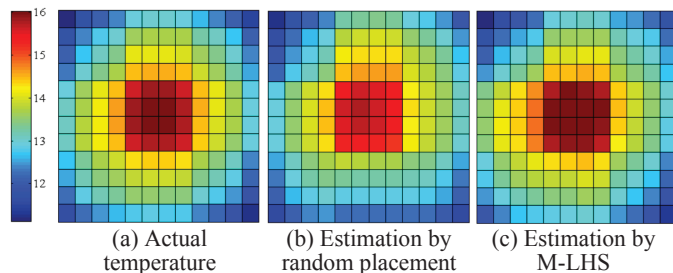 16
15
14
13
12
(a) Actual temperature
(b) Estimation by random placement
(c) Estimation by M-LHS